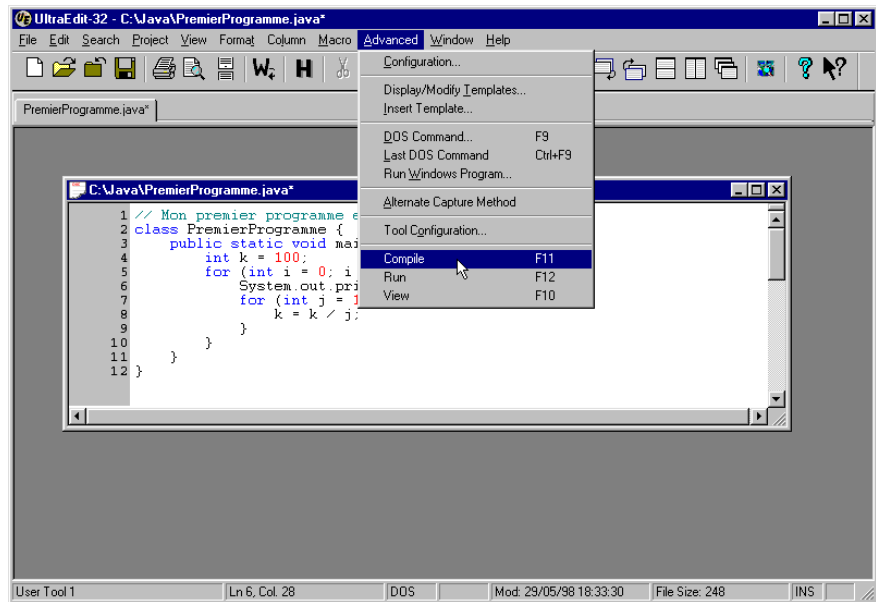 UltraEdit-32 - C:\Java\PremierProgramme.java*
File Edit Search Project View Format Column Macro Advanced Window Help
PremierProgramme.java*
Configuration...
Display/Modify Templates...
Insert Template...
DOS Command... F9
Last DOS Command Ctrl+F9
Run Windows Program...
Alternate Capture Method
Tool Configuration...
Compile F11
Run F12
View F10
C:\Java\PremierProgramme.java*
1 // Mon premier programme e
2 class PremierProgramme {
3 public static void mai
4 int k = 100;
5 for (int i = 0; i
6 System.out.pri
7 for (int j = 1
8 k = k / j;
9 }
10 }
11 }
12 }
User Tool 1 Ln 6, Col. 28 DOS Mod: 29/05/98 18:33:30 File Size: 248 INS